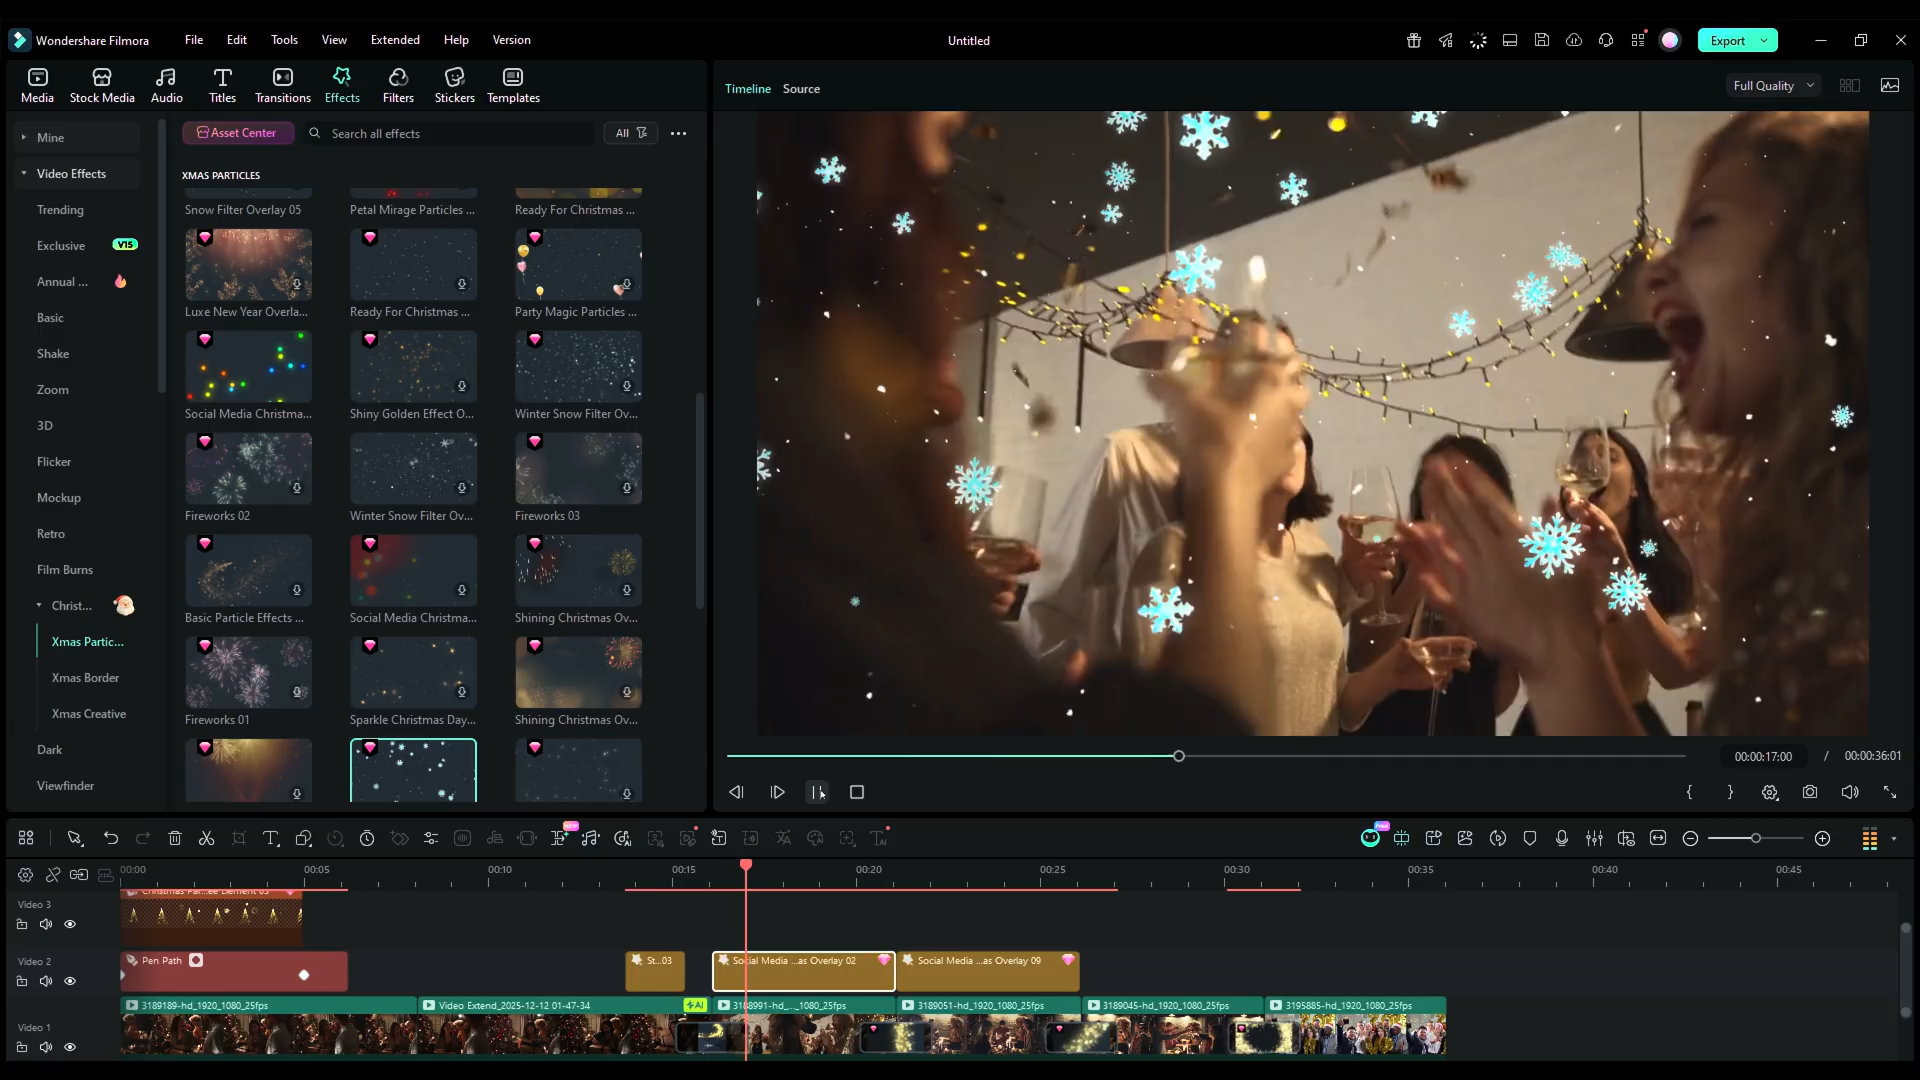 Wondershare Filmora
File Edit Tools View Extended Help Version
Untitled
Export
Media Stock Media Audio Titles Transitions Effects Filters Stickers Templates
Timeline Source
Full Quality
Mine
Video Effects
Trending
Exclusive V15
Annual ...
Basic
Shake
Zoom
3D
Flicker
Mockup
Retro
Film Burns
Christ...
Xmas Partic...
Xmas Border
Xmas Creative
Dark
Viewfinder
Asset Center
Search all effects
All
XMAS PARTICLES
Snow Filter Overlay 05 Petal Mirage Particles ... Ready For Christmas ...
Luxe New Year Overla... Ready For Christmas ... Party Magic Particles ...
Social Media Christma... Shiny Golden Effect O... Winter Snow Filter Ov...
Fireworks 02 Winter Snow Filter Ov... Fireworks 03
Basic Particle Effects ... Social Media Christma... Shining Christmas Ov...
Fireworks 01 Sparkle Christmas Day... Shining Christmas Ov...
00:00:17:00 / 00:00:36:01
00:00 00:05 00:10 00:15 00:20 00:25 00:30 00:35 00:40 00:45
Video 3
Video 2
Pen Path St...03 Social Media ...as Overlay 02 Social Media ...as Overlay 09
3189189-hd_1920_1080_25fps Video Extend_2025-12-12 01-47-34 AI 3188991-hd_..._1080_25fps 3189051-hd_1920_1080_25fps 3189045-hd_1920_1080_25fps 3195885-hd_1920_1080_25fps
Video 1